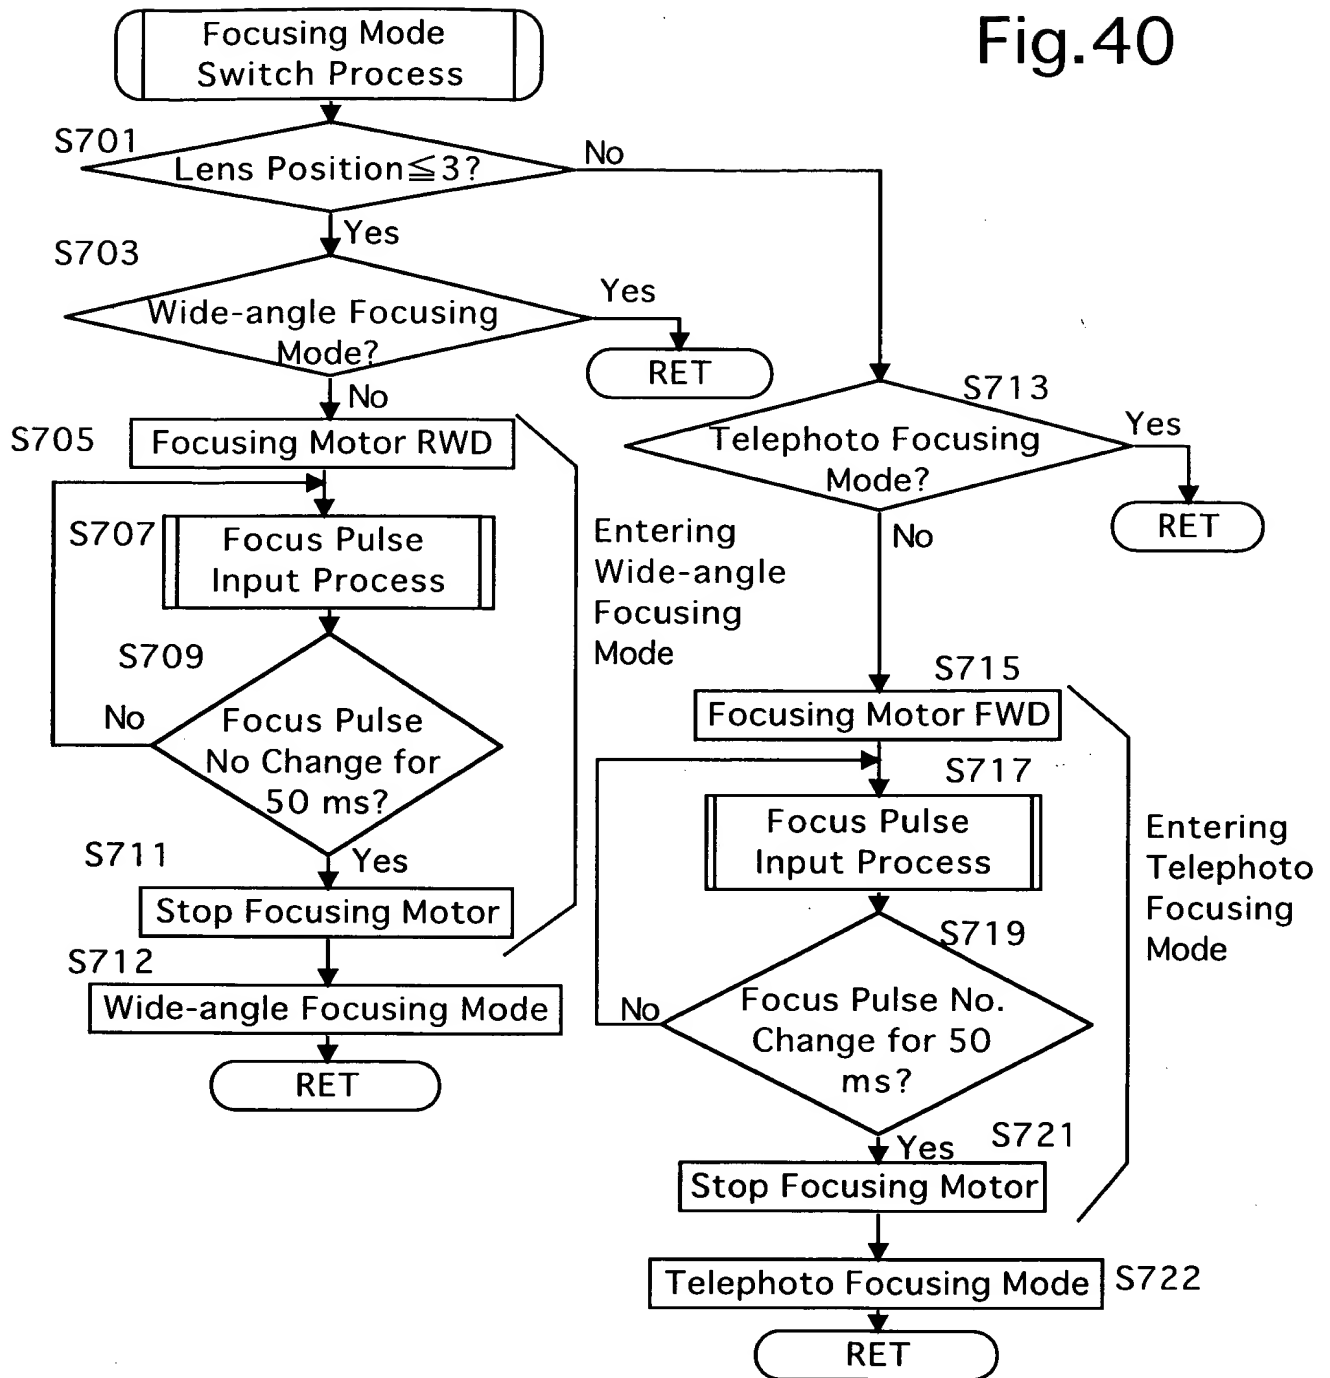 Fig.40
Focusing Mode
Switch Process
S701
Lens Position≦3?
No
Yes
S703
Wide-angle Focusing
Mode?
Yes
RET
No
S705
Focusing Motor RWD
S707
Focus Pulse
Input Process
S709
No
Focus Pulse
No Change for
50 ms?
S711
Yes
Stop Focusing Motor
S712
Wide-angle Focusing Mode
RET
Entering
Wide-angle
Focusing
Mode
S713
Telephoto Focusing
Mode?
Yes
RET
No
S715
Focusing Motor FWD
S717
Focus Pulse
Input Process
S719
No
Focus Pulse No.
Change for 50
ms?
Yes
S721
Stop Focusing Motor
Telephoto Focusing Mode
S722
RET
Entering
Telephoto
Focusing
Mode